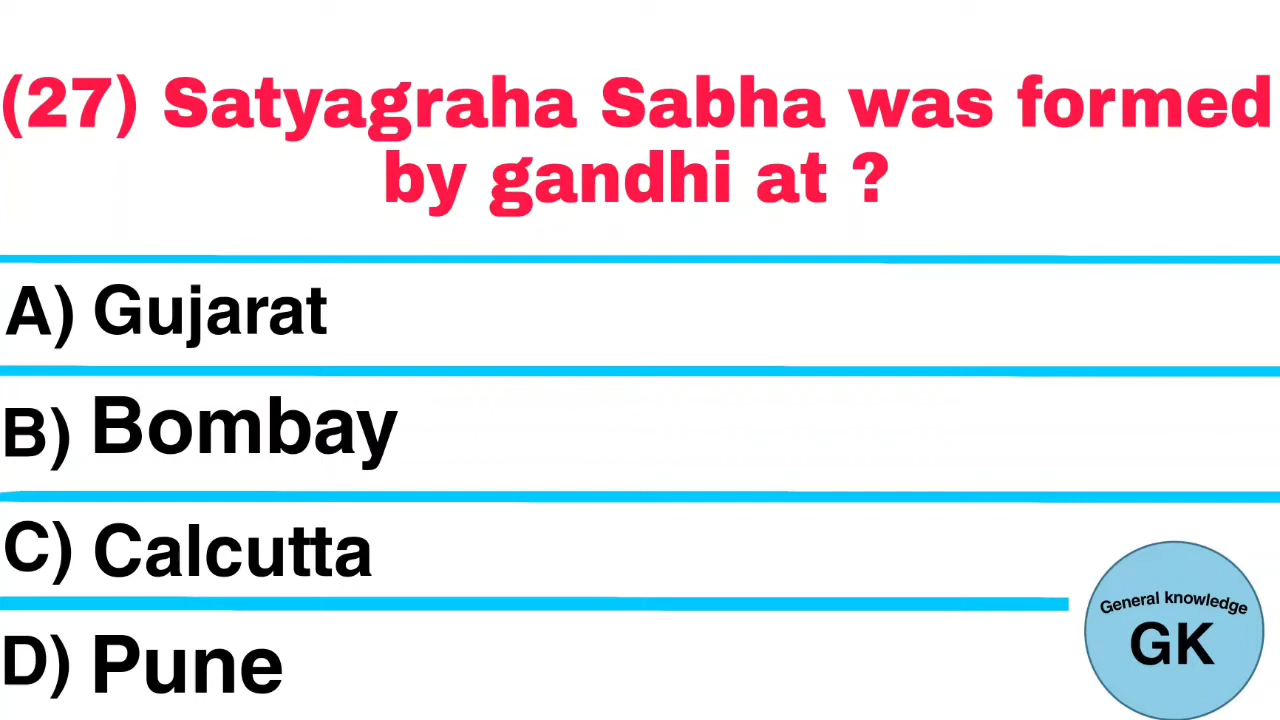 (27) Satyagraha Sabha was formed
by gandhi at ?
A) Gujarat
B) Bombay
C) Calcutta
D) Pune
General knowledge
GK